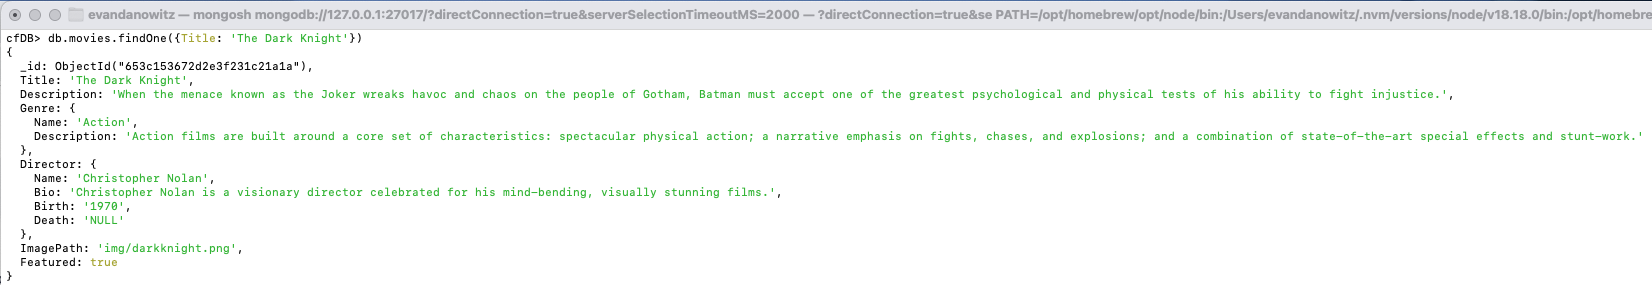 evandanowitz — mongosh mongodb://127.0.0.1:27017/?directConnection=true&serverSelectionTimeoutMS=2000 — ?directConnection=true&se PATH=/opt/homebrew/opt/node/bin:/Users/evandanowitz/.nvm/versions/node/v18.18.0/bin:/opt/homebre
cfDB> db.movies.findOne({Title: 'The Dark Knight'})
{
  _id: ObjectId("653c153672d2e3f231c21a1a"),
  Title: 'The Dark Knight',
  Description: 'When the menace known as the Joker wreaks havoc and chaos on the people of Gotham, Batman must accept one of the greatest psychological and physical tests of his ability to fight injustice.',
  Genre: {
    Name: 'Action',
    Description: 'Action films are built around a core set of characteristics: spectacular physical action; a narrative emphasis on fights, chases, and explosions; and a combination of state-of-the-art special effects and stunt-work.'
  },
  Director: {
    Name: 'Christopher Nolan',
    Bio: 'Christopher Nolan is a visionary director celebrated for his mind-bending, visually stunning films.',
    Birth: '1970',
    Death: 'NULL'
  },
  ImagePath: 'img/darkknight.png',
  Featured: true
}